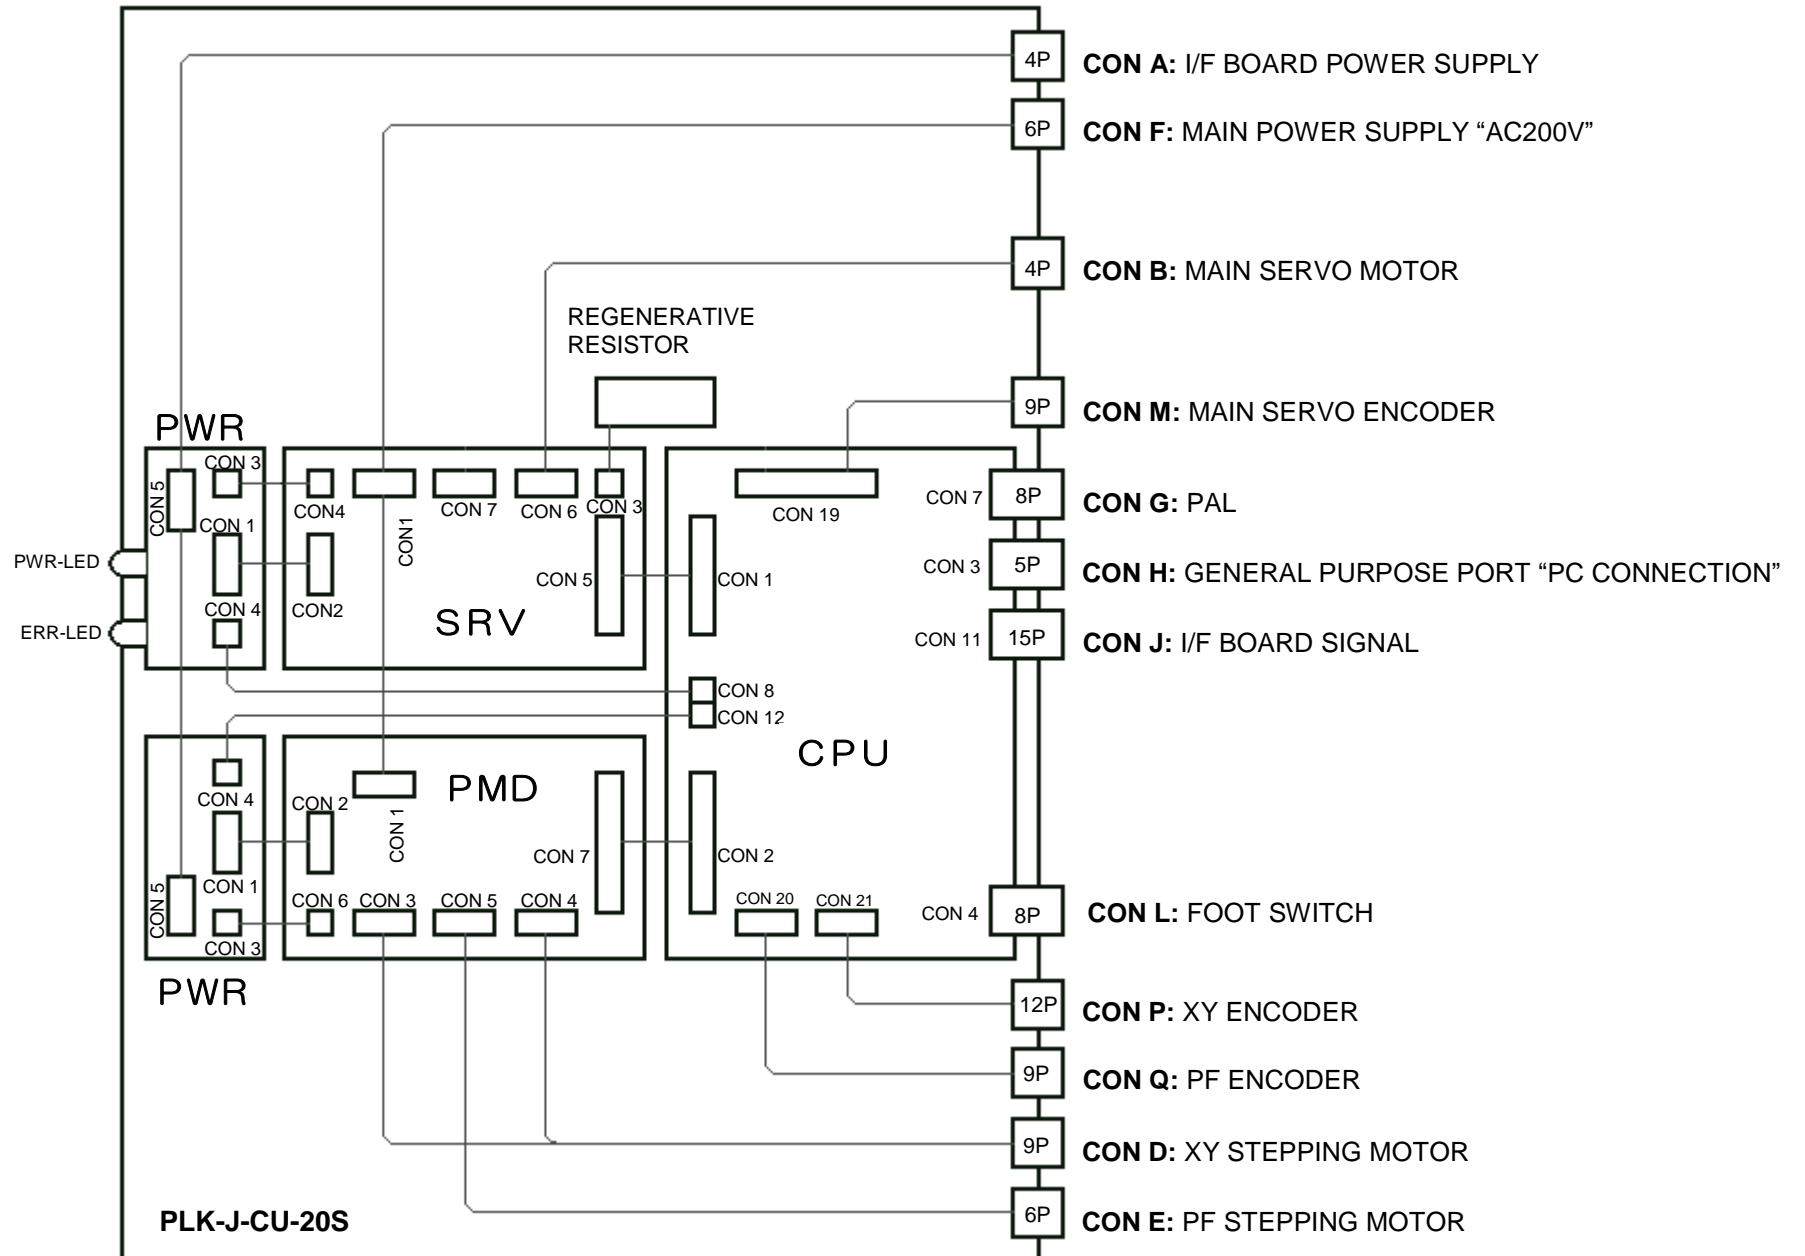 4P CON A: I/F BOARD POWER SUPPLY
6P CON F: MAIN POWER SUPPLY “AC200V”
4P CON B: MAIN SERVO MOTOR
REGENERATIVE
RESISTOR
9P CON M: MAIN SERVO ENCODER
PWR
CON 3
CON 5
CON4
CON1
CON 7
CON 6
CON 3
CON 19
CON 7 8P CON G: PAL
CON 1
PWR-LED
CON 5
CON 1
CON 3 5P CON H: GENERAL PURPOSE PORT “PC CONNECTION”
CON 4
CON2
SRV
ERR-LED
CON 11 15P CON J: I/F BOARD SIGNAL
CON 8
CON 12
CPU
PMD
CON 4
CON 2
CON 1
CON 7
CON 2
CON 1
CON 5
CON 6
CON 3
CON 5
CON 4
CON 20
CON 21
CON 4 8P CON L: FOOT SWITCH
CON 3
PWR
12P CON P: XY ENCODER
9P CON Q: PF ENCODER
9P CON D: XY STEPPING MOTOR
PLK-J-CU-20S
6P CON E: PF STEPPING MOTOR